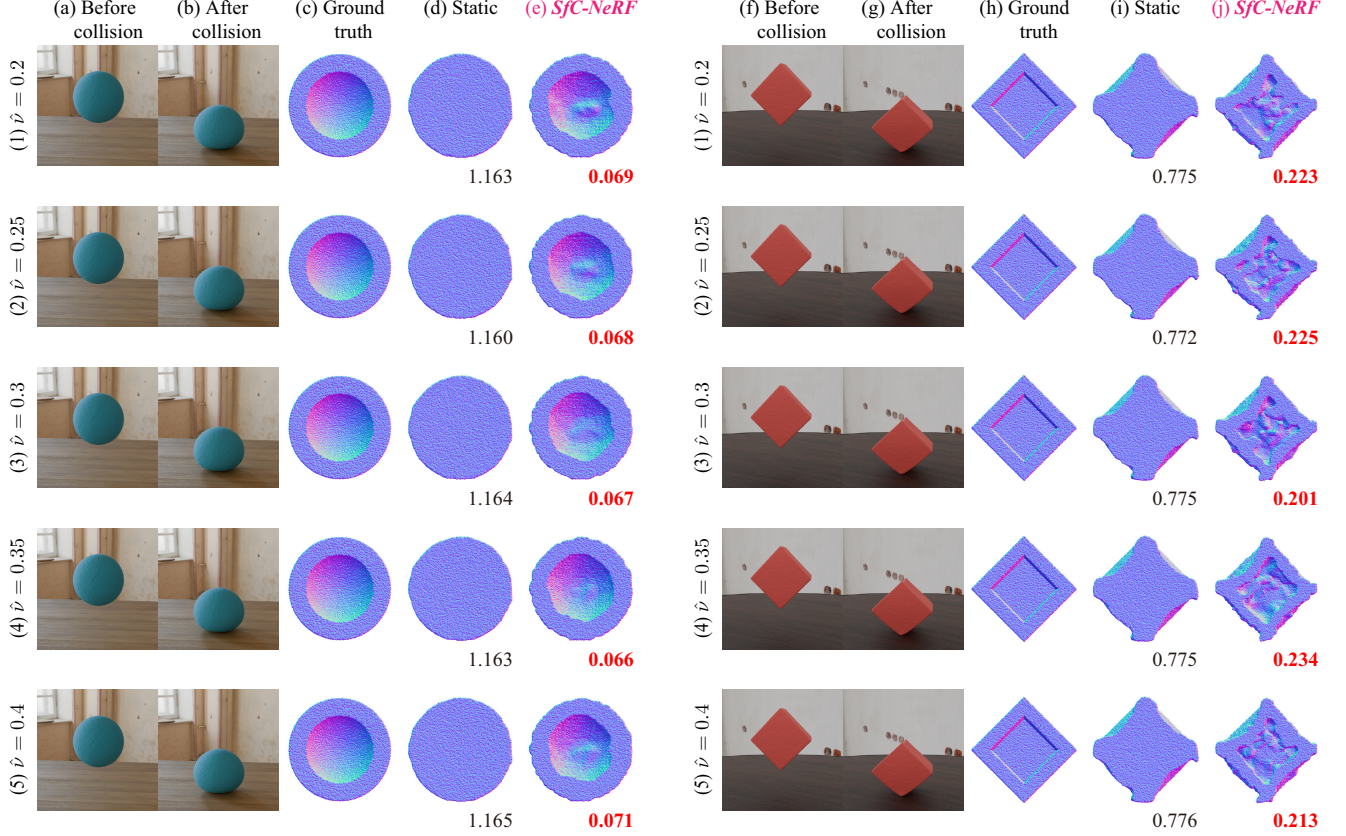 (a) Before collision
(b) After collision
(c) Ground truth
(d) Static
(e) SfC-NeRF
(f) Before collision
(g) After collision
(h) Ground truth
(i) Static
(j) SfC-NeRF
(1) ν̂ = 0.2
1.163
0.069
(1) ν̂ = 0.2
0.775
0.223
(2) ν̂ = 0.25
1.160
0.068
(2) ν̂ = 0.25
0.772
0.225
(3) ν̂ = 0.3
1.164
0.067
(3) ν̂ = 0.3
0.775
0.201
(4) ν̂ = 0.35
1.163
0.066
(4) ν̂ = 0.35
0.775
0.234
(5) ν̂ = 0.4
1.165
0.071
(5) ν̂ = 0.4
0.776
0.213